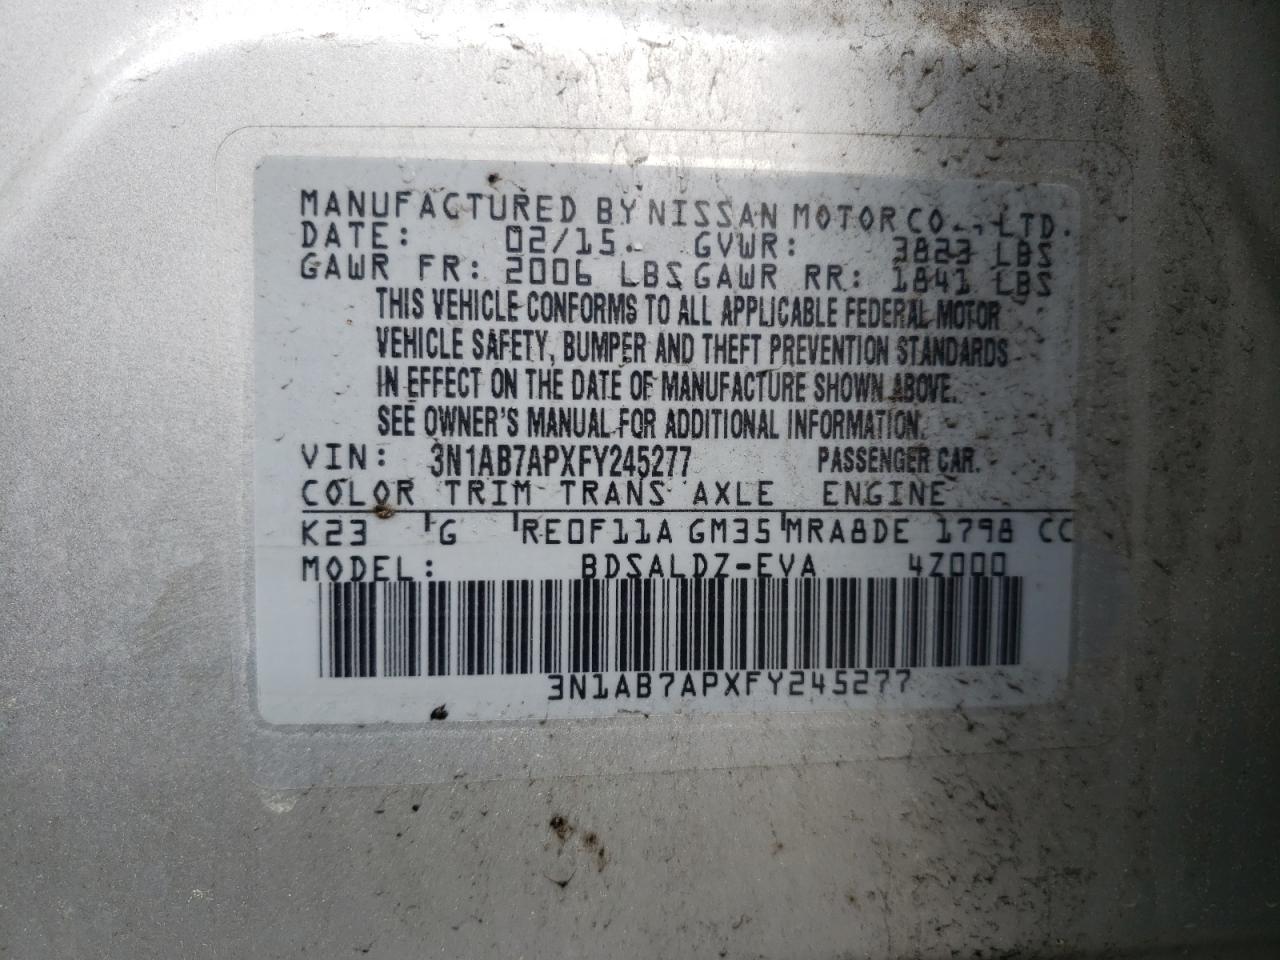 MANUFACTURED BY NISSAN MOTOR CO., LTD.
DATE: 02/15 GVWR: 3823 LBS
GAWR FR: 2006 LBS GAWR RR: 1841 LBS
THIS VEHICLE CONFORMS TO ALL APPLICABLE FEDERAL MOTOR
VEHICLE SAFETY, BUMPER AND THEFT PREVENTION STANDARDS
IN EFFECT ON THE DATE OF MANUFACTURE SHOWN ABOVE.
SEE OWNER'S MANUAL FOR ADDITIONAL INFORMATION.
VIN: 3N1AB7APXFY245277 PASSENGER CAR.
COLOR TRIM TRANS AXLE ENGINE
K23 G RE0F11A GM35 MRA8DE 1798 CC
MODEL: BDSALDZ-EVA 4Z000
3N1AB7APXFY245277